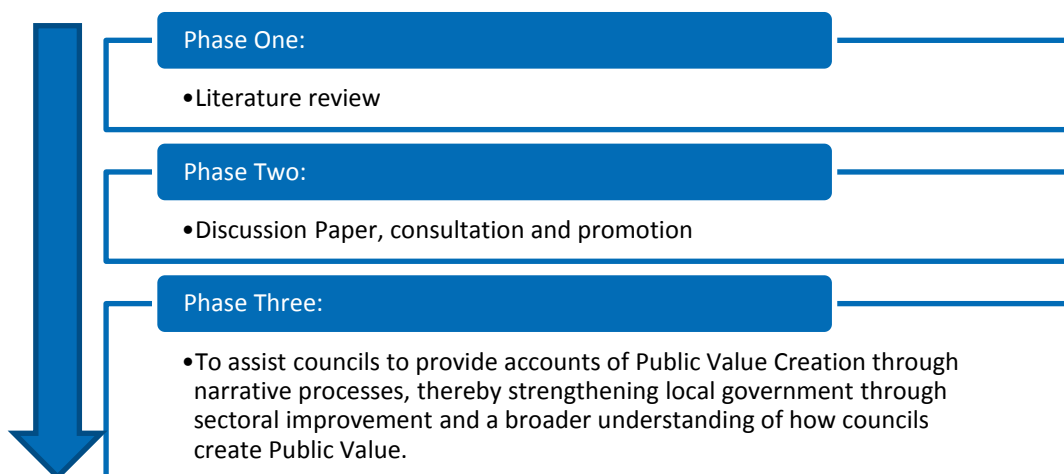 Phase One:
•Literature review
Phase Two:
•Discussion Paper, consultation and promotion
Phase Three:
•To assist councils to provide accounts of Public Value Creation through
narrative processes, thereby strengthening local government through
sectoral improvement and a broader understanding of how councils
create Public Value.